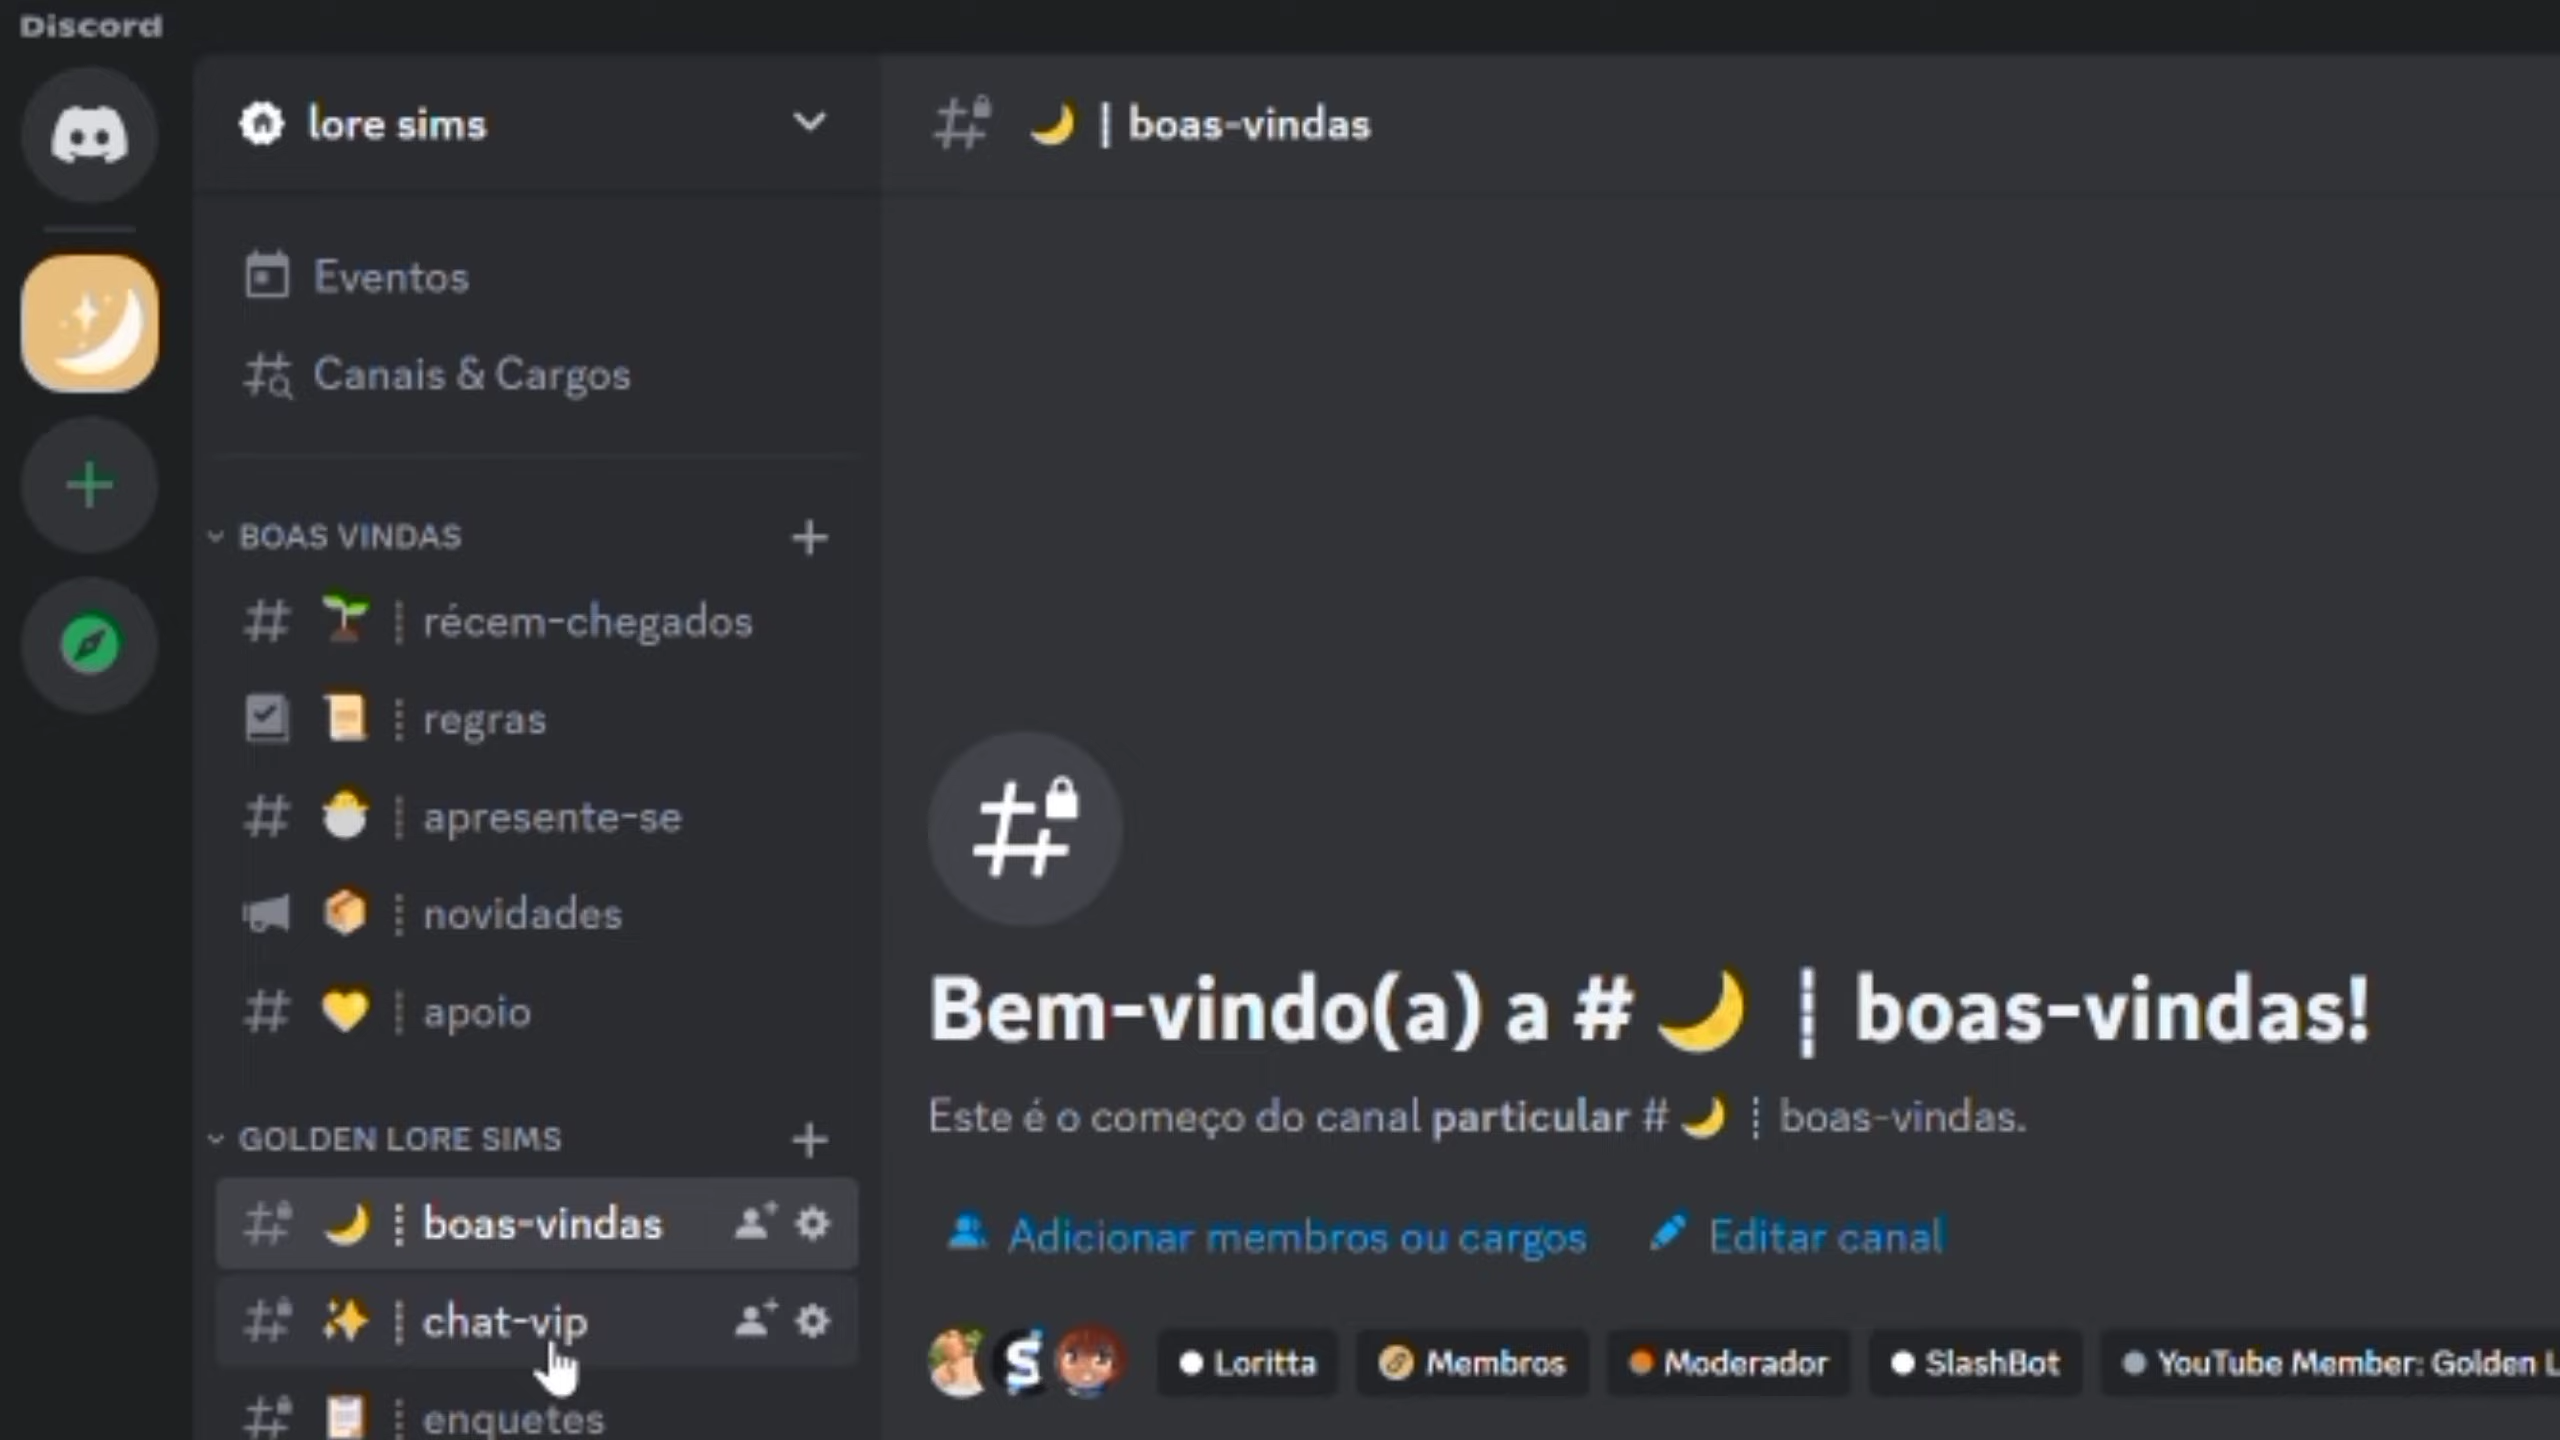 Discord
lore sims
🌙 ┊ boas-vindas
Eventos
Canais & Cargos
BOAS VINDAS
🌱 ┊ récem-chegados
📜 ┊ regras
🐣 ┊ apresente-se
📦 ┊ novidades
💛 ┊ apoio
GOLDEN LORE SIMS
🌙 ┊ boas-vindas
✨ ┊ chat-vip
📋 ┊ enquetes
Bem-vindo(a) a # 🌙 ┊ boas-vindas!
Este é o começo do canal particular # 🌙 ┊ boas-vindas.
Adicionar membros ou cargos Editar canal
S Loritta Membros Moderador SlashBot YouTube Member: Golden L